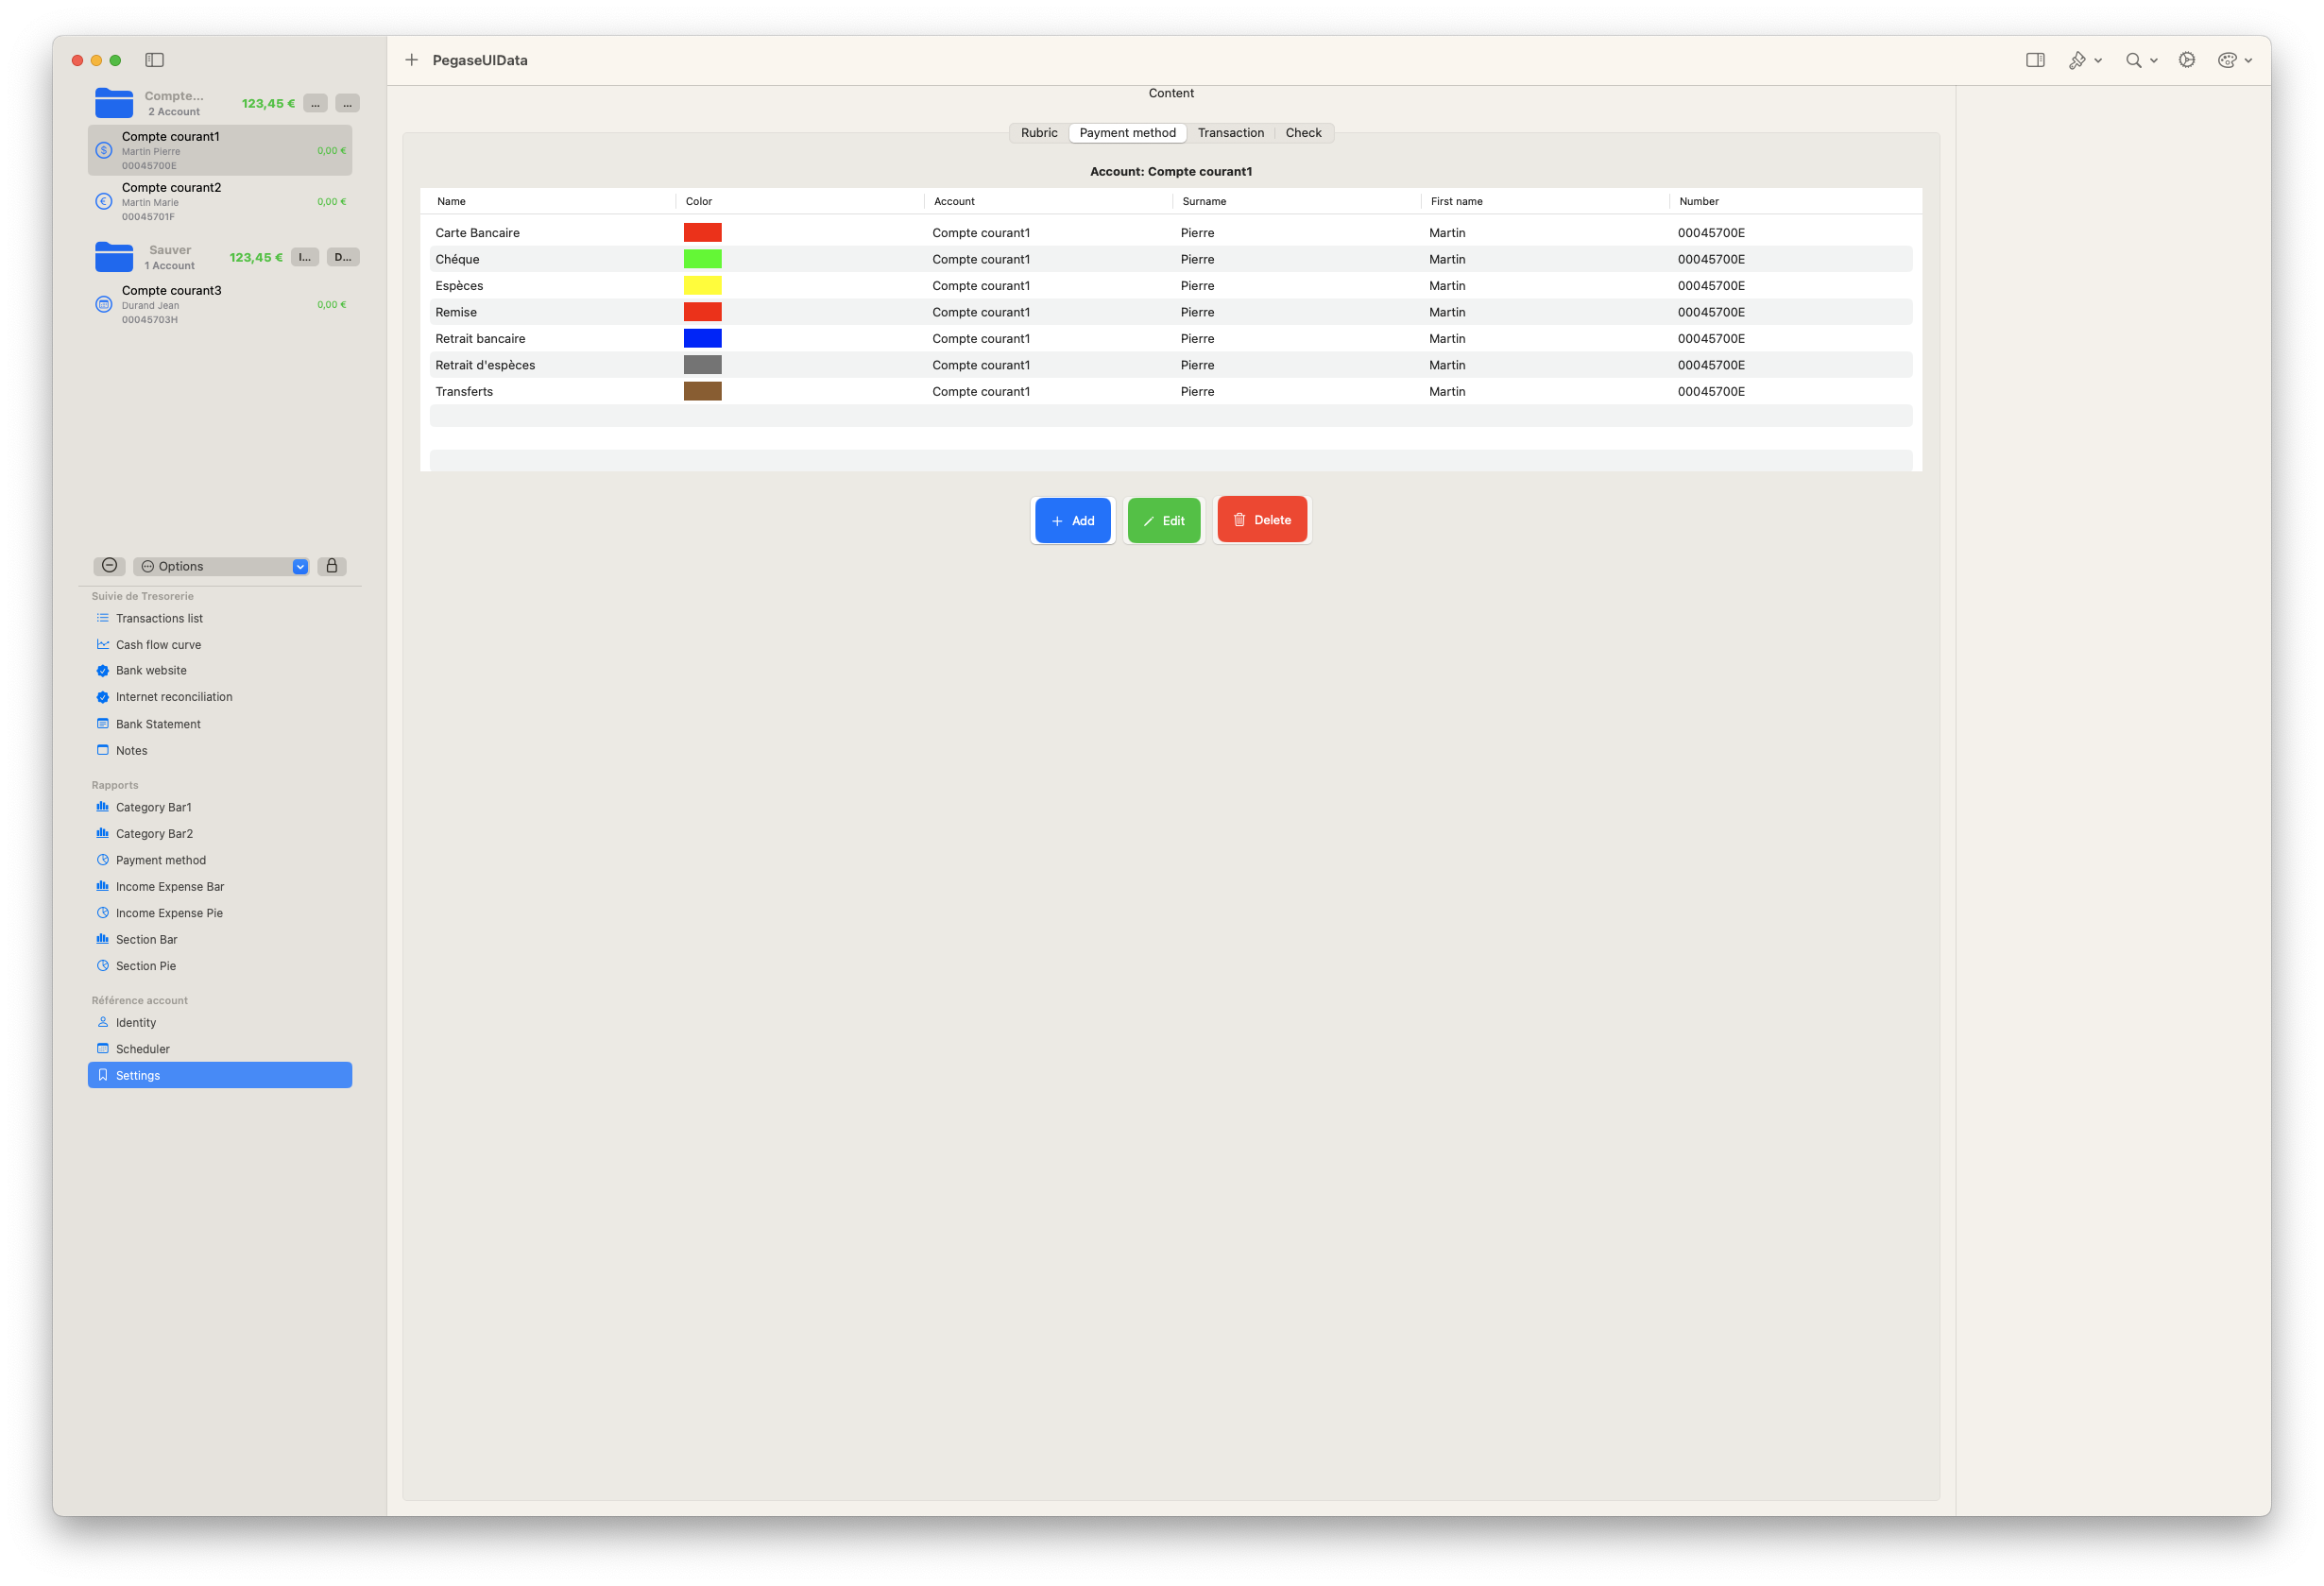 PegaseUIData
Compte...
2 Account
123,45 €
...
...
Compte courant1
Martin Pierre
00045700E
0,00 €
Compte courant2
Martin Marie
00045701F
0,00 €
Sauver
1 Account
123,45 €
I...
D...
Compte courant3
Durand Jean
00045703H
0,00 €
Options
Suivie de Tresorerie
Transactions list
Cash flow curve
Bank website
Internet reconciliation
Bank Statement
Notes
Rapports
Category Bar1
Category Bar2
Payment method
Income Expense Bar
Income Expense Pie
Section Bar
Section Pie
Référence account
Identity
Scheduler
Settings
Content
Rubric Payment method Transaction Check
Account: Compte courant1
Name Color Account Surname First name Number
Carte Bancaire Compte courant1 Pierre Martin 00045700E
Chéque Compte courant1 Pierre Martin 00045700E
Espèces Compte courant1 Pierre Martin 00045700E
Remise Compte courant1 Pierre Martin 00045700E
Retrait bancaire Compte courant1 Pierre Martin 00045700E
Retrait d'espèces Compte courant1 Pierre Martin 00045700E
Transferts Compte courant1 Pierre Martin 00045700E
Add Edit Delete